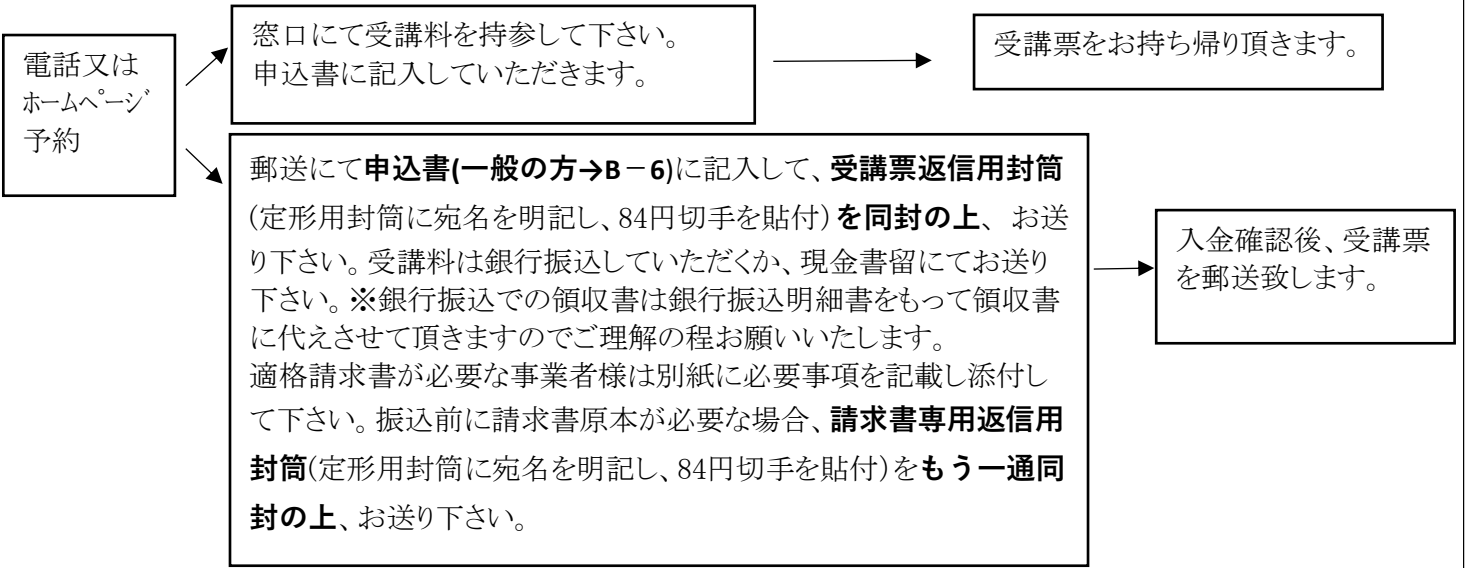 電話又は
ホームページ
予約
窓口にて受講料を持参して下さい。
申込書に記入していただきます。
受講票をお持ち帰り頂きます。
郵送にて申込書(一般の方→B－6)に記入して、受講票返信用封筒
(定形用封筒に宛名を明記し、84円切手を貼付)を同封の上、お送
り下さい。受講料は銀行振込していただくか、現金書留にてお送り
下さい。※銀行振込での領収書は銀行振込明細書をもって領収書
に代えさせて頂きますのでご理解の程お願いいたします。
適格請求書が必要な事業者様は別紙に必要事項を記載し添付し
て下さい。振込前に請求書原本が必要な場合、請求書専用返信用
封筒(定形用封筒に宛名を明記し、84円切手を貼付)をもう一通同
封の上、お送り下さい。
入金確認後、受講票
を郵送致します。